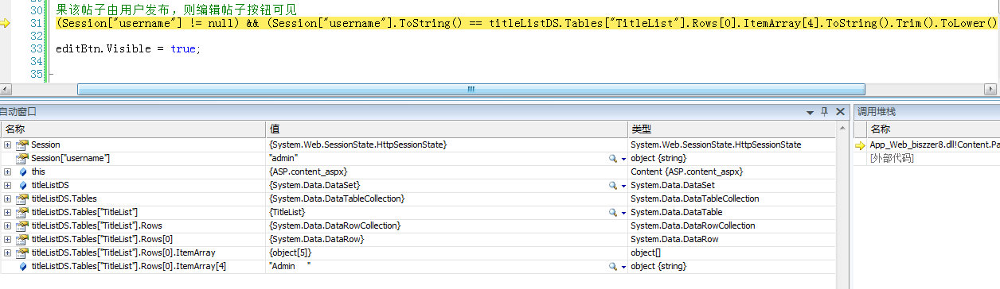 30 果该帖子由用户发布，则编辑帖子按钮可见
31 (Session["username"] != null) && (Session["username"].ToString() == titleListDS.Tables["TitleList"].Rows[0].ItemArray[4].ToString().Trim().ToLower()
32
33 editBtn.Visible = true;
34
35
自动窗口
调用堆栈
名称 值 类型
名称
Session {System.Web.SessionState.HttpSessionState} System.Web.SessionState.HttpSessionState
App_Web_biszzer8.dll!Content.Pa
Session["username"] "admin" object {string}
[外部代码]
this {ASP.content_aspx} Content {ASP.content_aspx}
titleListDS {System.Data.DataSet} System.Data.DataSet
titleListDS.Tables {System.Data.DataTableCollection} System.Data.DataTableCollection
titleListDS.Tables["TitleList"] {TitleList} System.Data.DataTable
titleListDS.Tables["TitleList"].Rows {System.Data.DataRowCollection} System.Data.DataRowCollection
titleListDS.Tables["TitleList"].Rows[0] {System.Data.DataRow} System.Data.DataRow
titleListDS.Tables["TitleList"].Rows[0].ItemArray {object[5]} object[]
titleListDS.Tables["TitleList"].Rows[0].ItemArray[4] "Admin     " object {string}